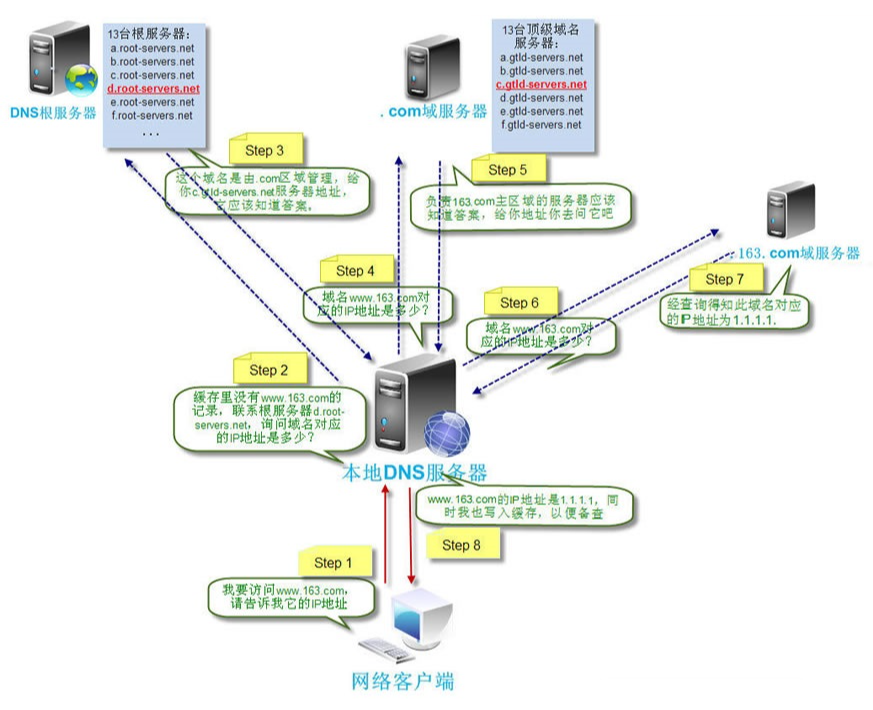 13台根服务器：
a.root-servers.net
b.root-servers.net
c.root-servers.net
d.root-servers.net
e.root-servers.net
f.root-servers.net
...
DNS根服务器
13台顶级域名
服务器：
a.gtld-servers.net
b.gtld-servers.net
c.gtld-servers.net
d.gtld-servers.net
e.gtld-servers.net
f.gtld-servers.net
.com域服务器
Step 3
这个域名是由.com区域管理，给
你c.gtld-servers.net服务器地址，
它应该知道答案。
Step 5
负责163.com主区域的服务器应该
知道答案，给你地址你去问它吧
.163.com域服务器
Step 4
域名www.163.com对
应的IP地址是多少？
Step 6
域名www.163.com对
应的IP地址是多少？
Step 7
经查询得知此域名对应
的IP地址为1.1.1.1.
Step 2
缓存里没有www.163.com的
记录，联系根服务器d.root-
servers.net，询问域名对应
的IP地址是多少？
本地DNS服务器
www.163.com的IP地址是1.1.1.1，同
时我也写入缓存，以便备查
Step 8
Step 1
我要访问www.163.com，
请告诉我它的IP地址
网络客户端